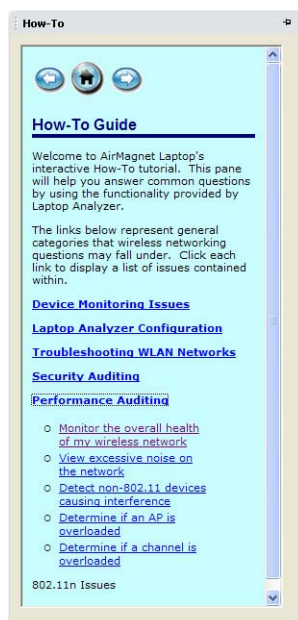 How-To
How-To Guide
Welcome to AirMagnet Laptop's
interactive How-To tutorial. This pane
will help you answer common questions
by using the functionality provided by
Laptop Analyzer.
The links below represent general
categories that wireless networking
questions may fall under. Click each
link to display a list of issues contained
within.
Device Monitoring Issues
Laptop Analyzer Configuration
Troubleshooting WLAN Networks
Security Auditing
Performance Auditing
Monitor the overall health
of my wireless network
View excessive noise on
the network
Detect non-802.11 devices
causing interference
Determine if an AP is
overloaded
Determine if a channel is
overloaded
802.11n Issues